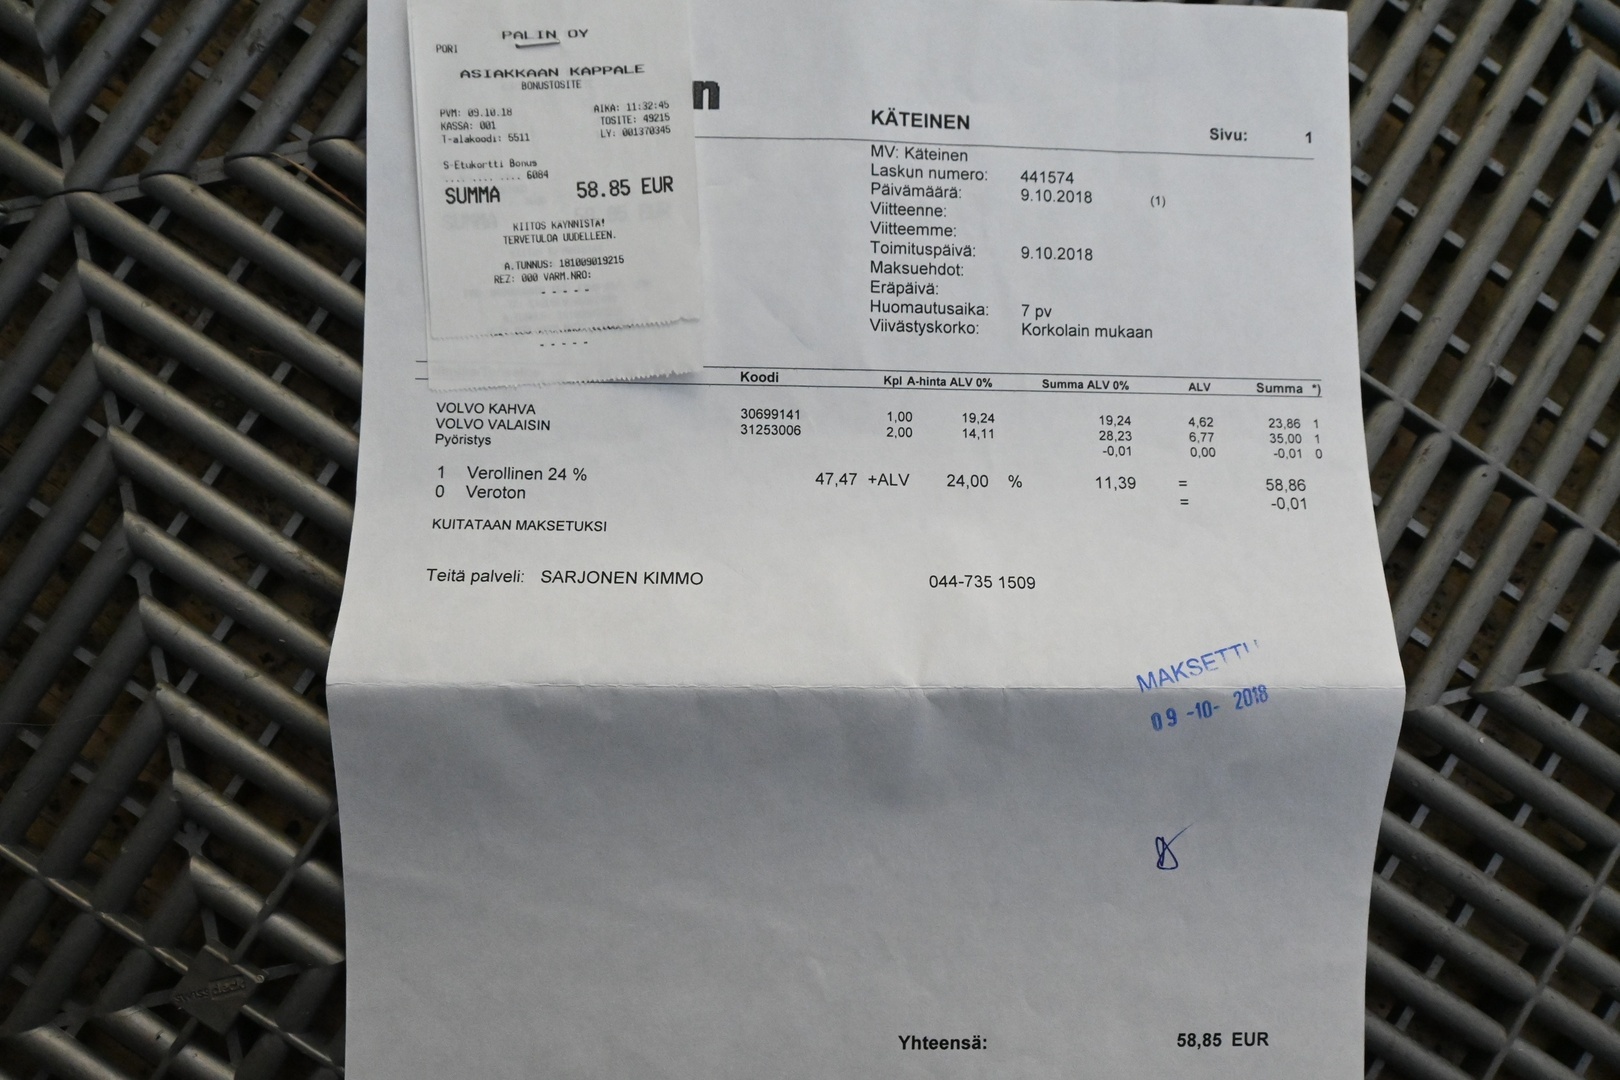 PALIN OY
PORI
ASIAKKAAN KAPPALE
BONUSTOSITE
PVM: 09.10.18 AIKA: 11:32:45
KASSA: 001 TOSITE: 49215
T-alakoodi: 5511 LY: 001370345
S-Etukortti Bonus
.... .... .... 6084
SUMMA 58.85 EUR
KIITOS KÄYNNISTÄ!
TERVETULOA UUDELLEEN.
A.TUNNUS: 181009019215
REZ: 000 VARM.NRO:
- - - - -
- - - - -
n
KÄTEINEN
Sivu: 1
MV: Käteinen
Laskun numero: 441574
Päivämäärä: 9.10.2018 (1)
Viitteenne:
Viitteemme:
Toimituspäivä: 9.10.2018
Maksuehdot:
Eräpäivä:
Huomautusaika: 7 pv
Viivästyskorko: Korkolain mukaan
Koodi Kpl A-hinta ALV 0% Summa ALV 0% ALV Summa *)
VOLVO KAHVA 30699141 1,00 19,24 19,24 4,62 23,86 1
VOLVO VALAISIN 31253006 2,00 14,11 28,23 6,77 35,00 1
Pyöristys -0,01 0,00 -0,01 0
1 Verollinen 24 % 47,47 +ALV 24,00 % 11,39 = 58,86
0 Veroton = -0,01
KUITATAAN MAKSETUKSI
Teitä palveli: SARJONEN KIMMO 044-735 1509
MAKSETTU
09 -10- 2018
Yhteensä: 58,85 EUR
swissdeck